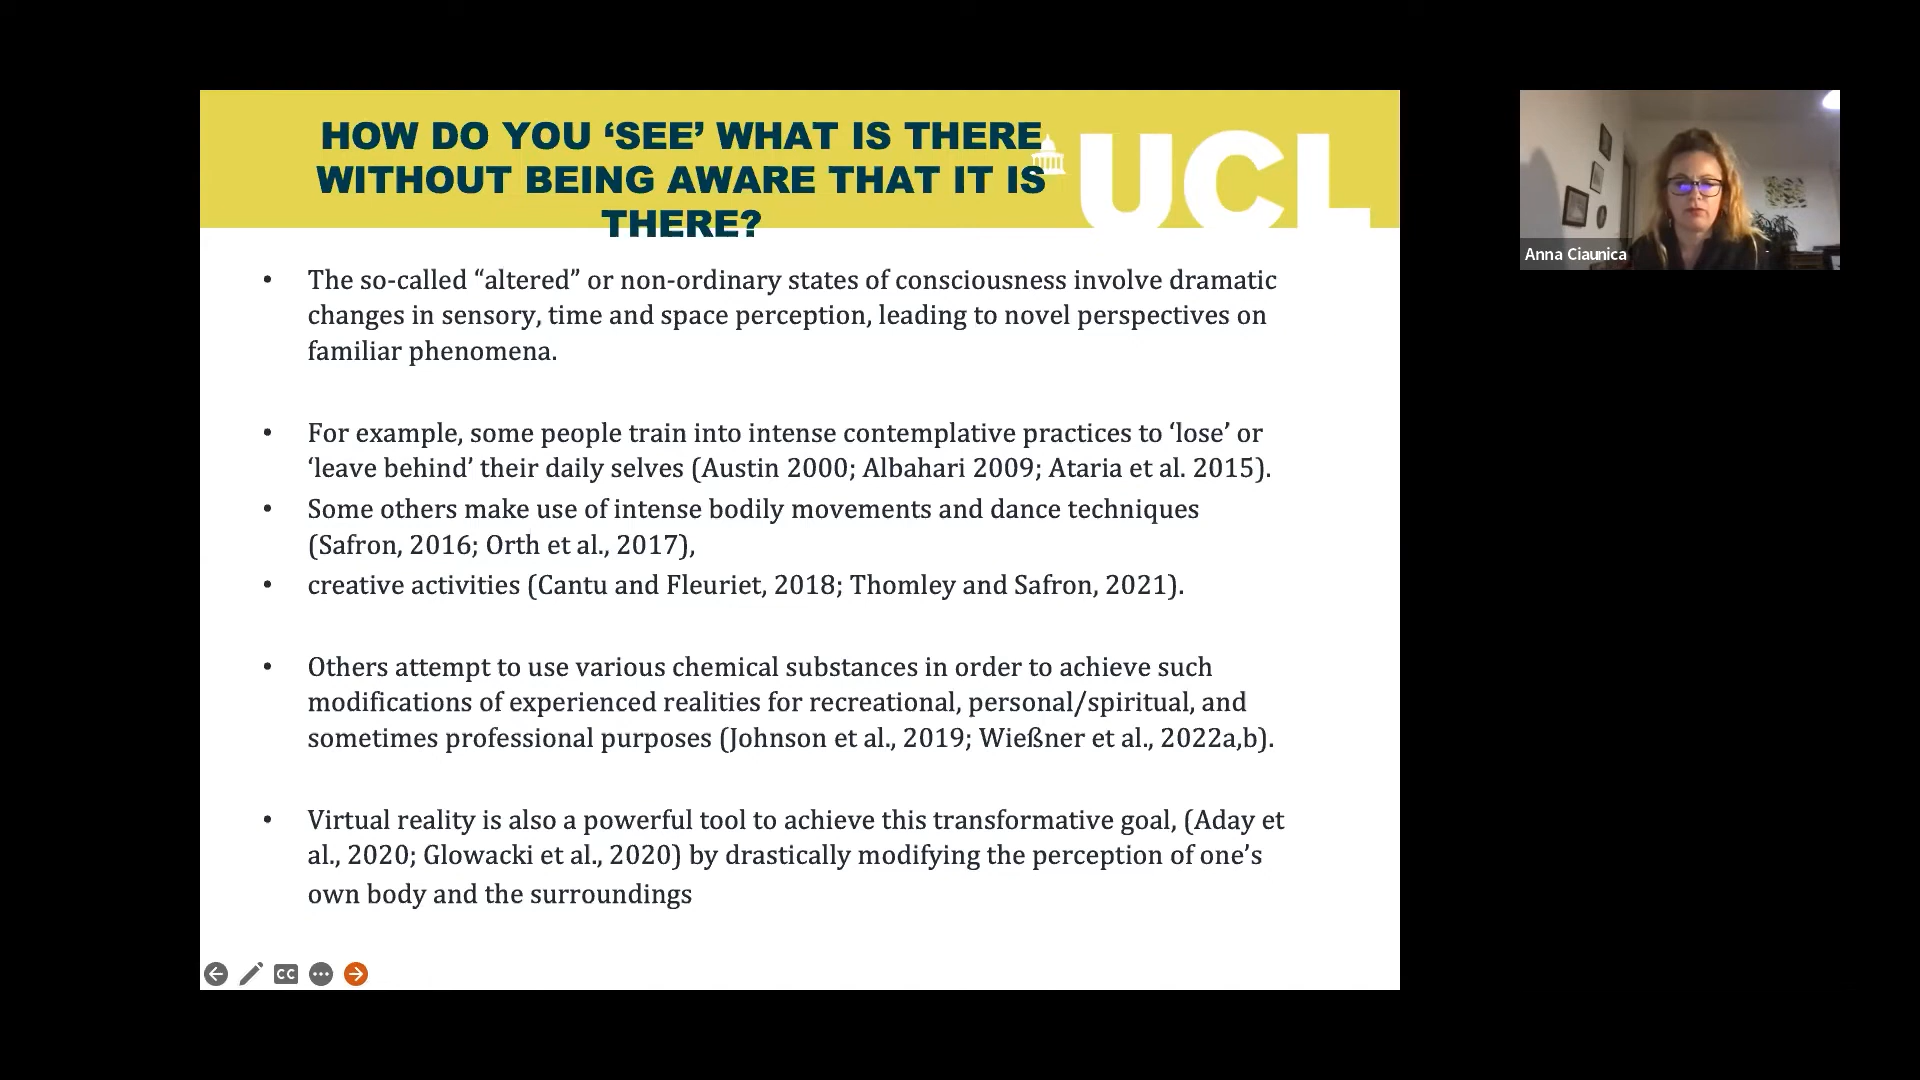 HOW DO YOU ‘SEE’ WHAT IS THERE
WITHOUT BEING AWARE THAT IT IS
THERE?
UCL
Anna Ciaunica
• The so-called “altered” or non-ordinary states of consciousness involve dramatic
changes in sensory, time and space perception, leading to novel perspectives on
familiar phenomena.
• For example, some people train into intense contemplative practices to ‘lose’ or
‘leave behind’ their daily selves (Austin 2000; Albahari 2009; Ataria et al. 2015).
• Some others make use of intense bodily movements and dance techniques
(Safron, 2016; Orth et al., 2017),
• creative activities (Cantu and Fleuriet, 2018; Thomley and Safron, 2021).
• Others attempt to use various chemical substances in order to achieve such
modifications of experienced realities for recreational, personal/spiritual, and
sometimes professional purposes (Johnson et al., 2019; Wießner et al., 2022a,b).
• Virtual reality is also a powerful tool to achieve this transformative goal, (Aday et
al., 2020; Glowacki et al., 2020) by drastically modifying the perception of one’s
own body and the surroundings
CC